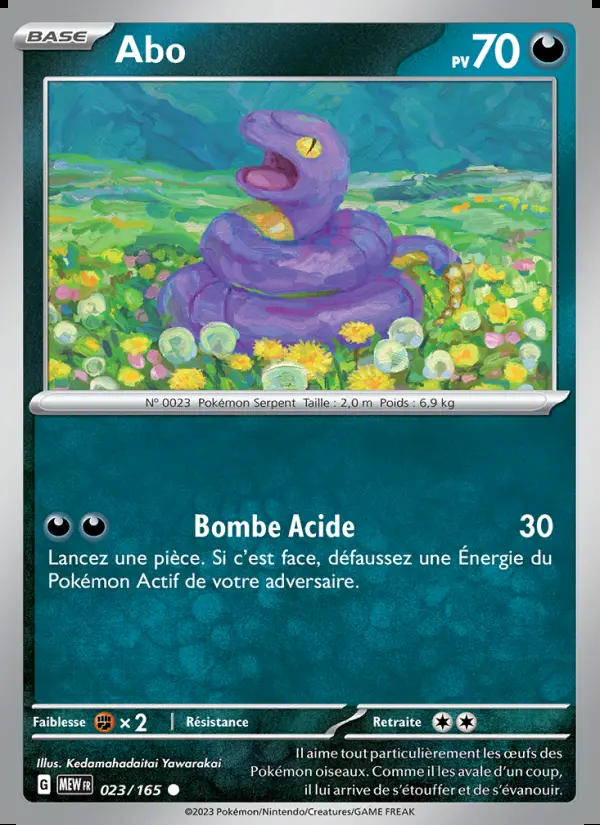 BASE Abo PV 70
N° 0023 Pokémon Serpent Taille : 2,0 m Poids : 6,9 kg
Bombe Acide 30
Lancez une pièce. Si c'est face, défaussez une Énergie du
Pokémon Actif de votre adversaire.
Faiblesse ×2 Résistance Retraite
Illus. Kedamahadaitai Yawarakai
G MEW FR 023/165
Il aime tout particulièrement les œufs des
Pokémon oiseaux. Comme il les avale d'un coup,
il lui arrive de s'étouffer et de s'évanouir.
©2023 Pokémon/Nintendo/Creatures/GAME FREAK